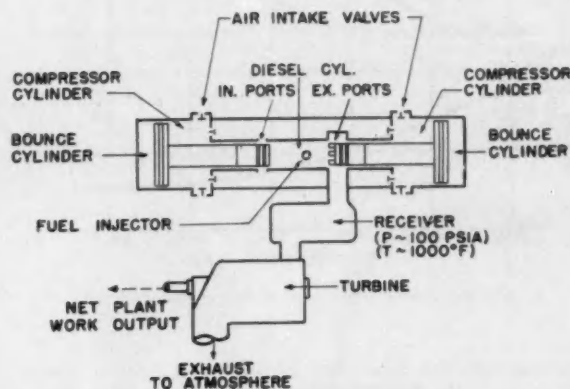 AIR INTAKE VALVES
COMPRESSOR
CYLINDER
DIESEL CYL.
IN. PORTS EX. PORTS
COMPRESSOR
CYLINDER
BOUNCE
CYLINDER
BOUNCE
CYLINDER
FUEL INJECTOR
RECEIVER
(P~100 PSIA)
(T~1000°F)
TURBINE
NET PLANT
WORK OUTPUT
EXHAUST
TO ATMOSPHERE